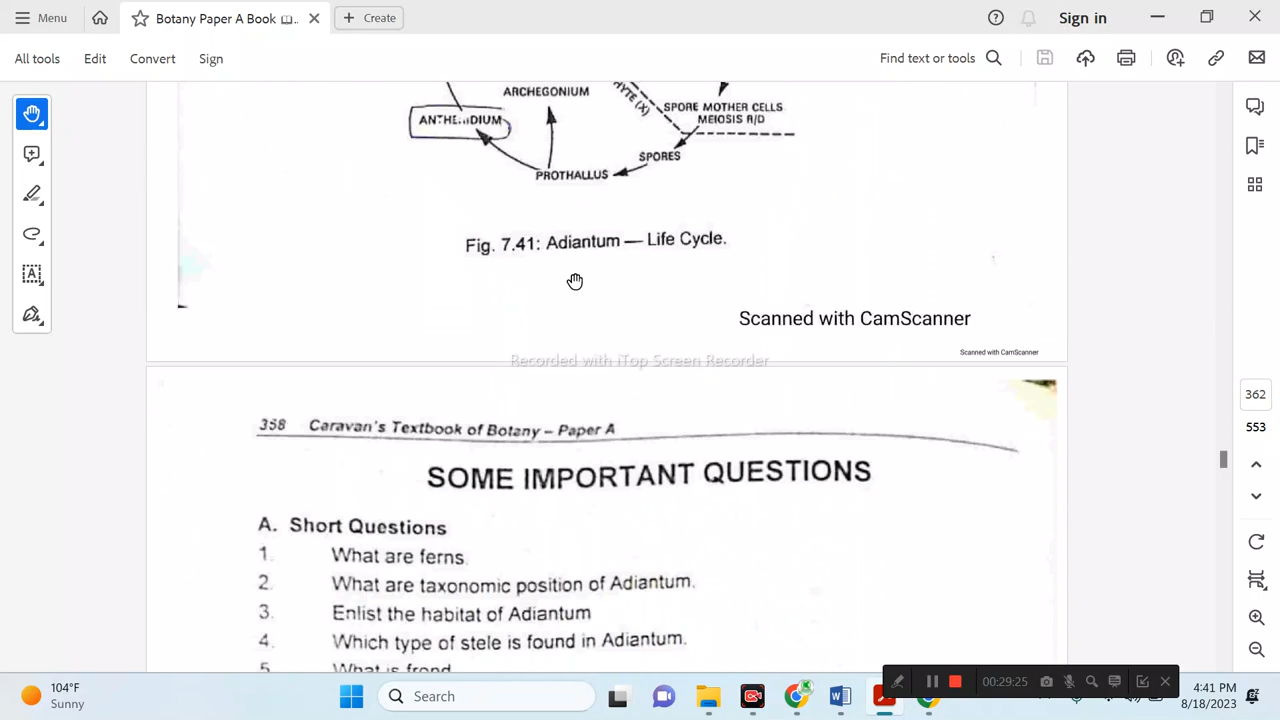 Menu
Botany Paper A Book
Create
Sign in
All tools
Edit
Convert
Sign
Find text or tools
ARCHEGONIUM
SPORE MOTHER CELLS
MEIOSIS R/D
SPORES
PROTHALLUS
Fig. 7.41: Adiantum — Life Cycle.
Scanned with CamScanner
Scanned with CamScanner
Recorded with iTop Screen Recorder
358 Caravan's Textbook of Botany – Paper A
SOME IMPORTANT QUESTIONS
A. Short Questions
1. What are ferns
2. What are taxonomic position of Adiantum.
3. Enlist the habitat of Adiantum
4. Which type of stele is found in Adiantum.
5. What is frond
362
553
00:29:25
104°F
Sunny
Search
4:41 PM
8/18/2023